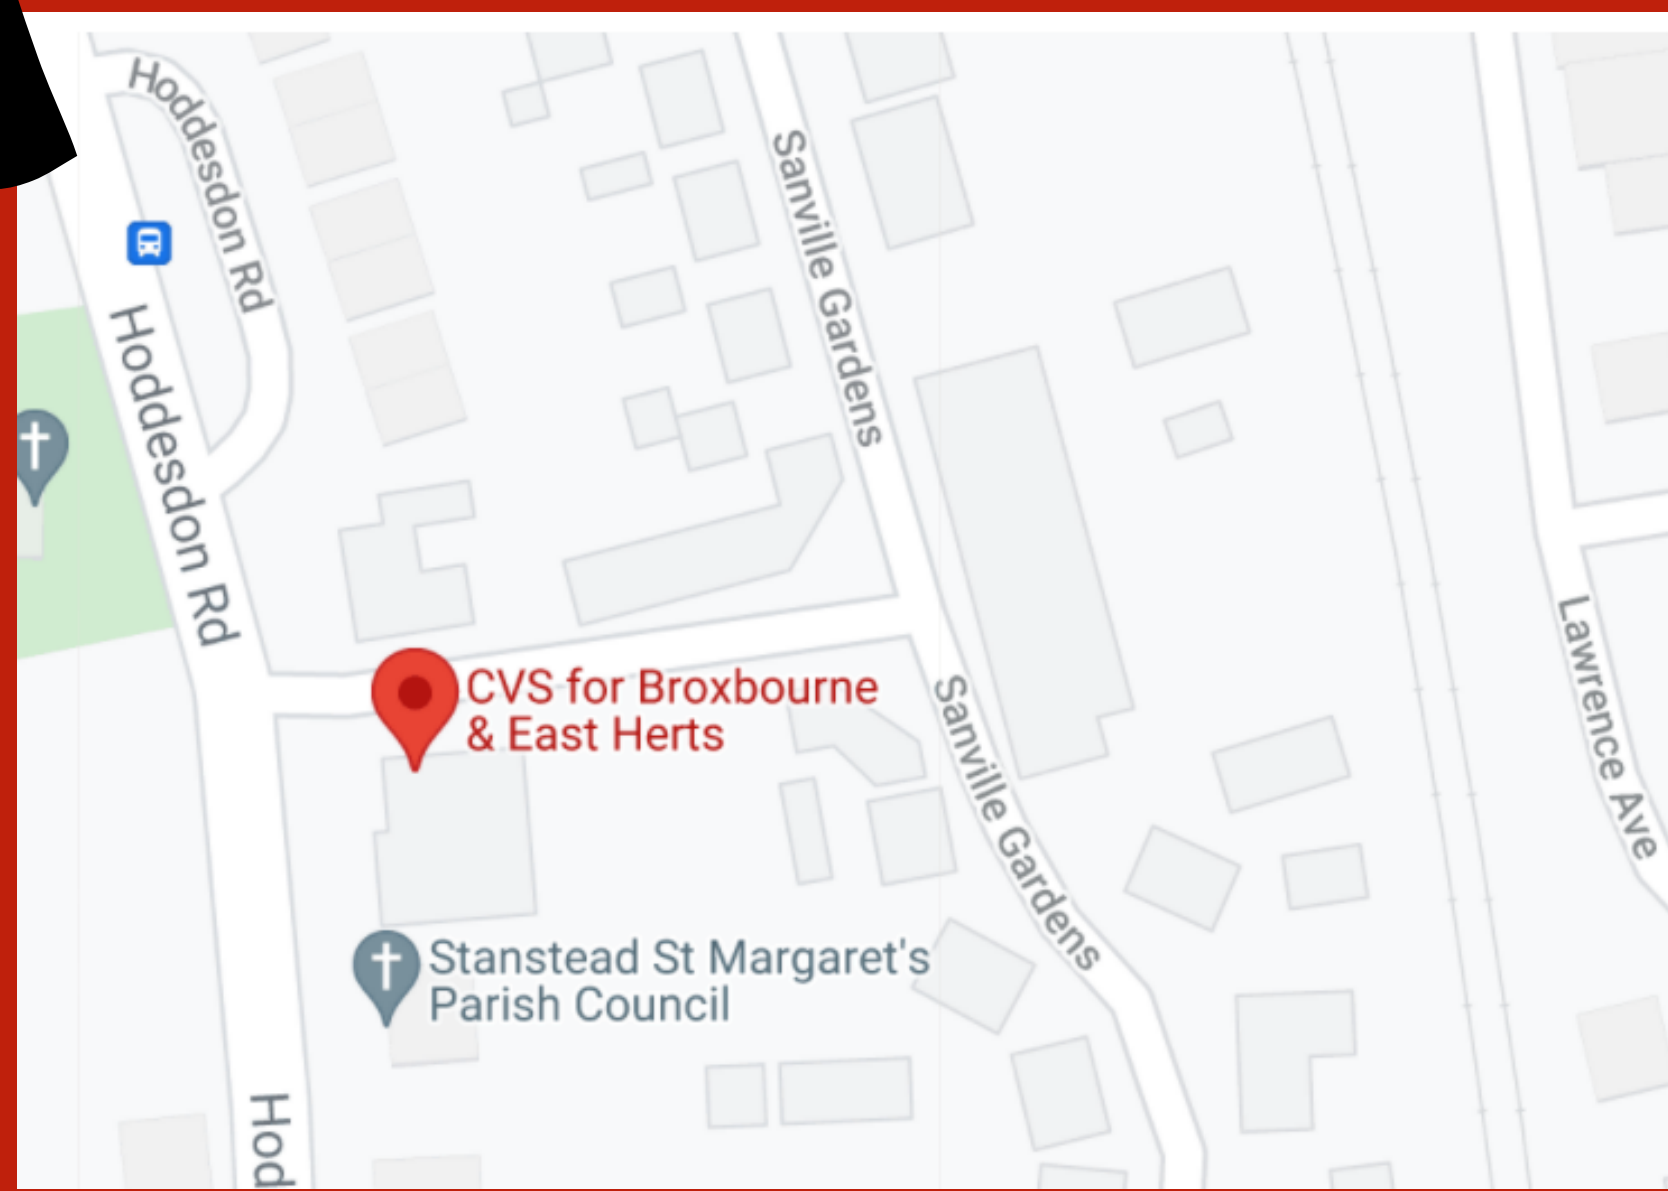 Hoddesdon Rd
Sanville Gardens
Hoddesdon Rd
Lawrence Ave
CVS for Broxbourne
& East Herts
Sanville Gardens
Stanstead St Margaret's
Parish Council
Hod